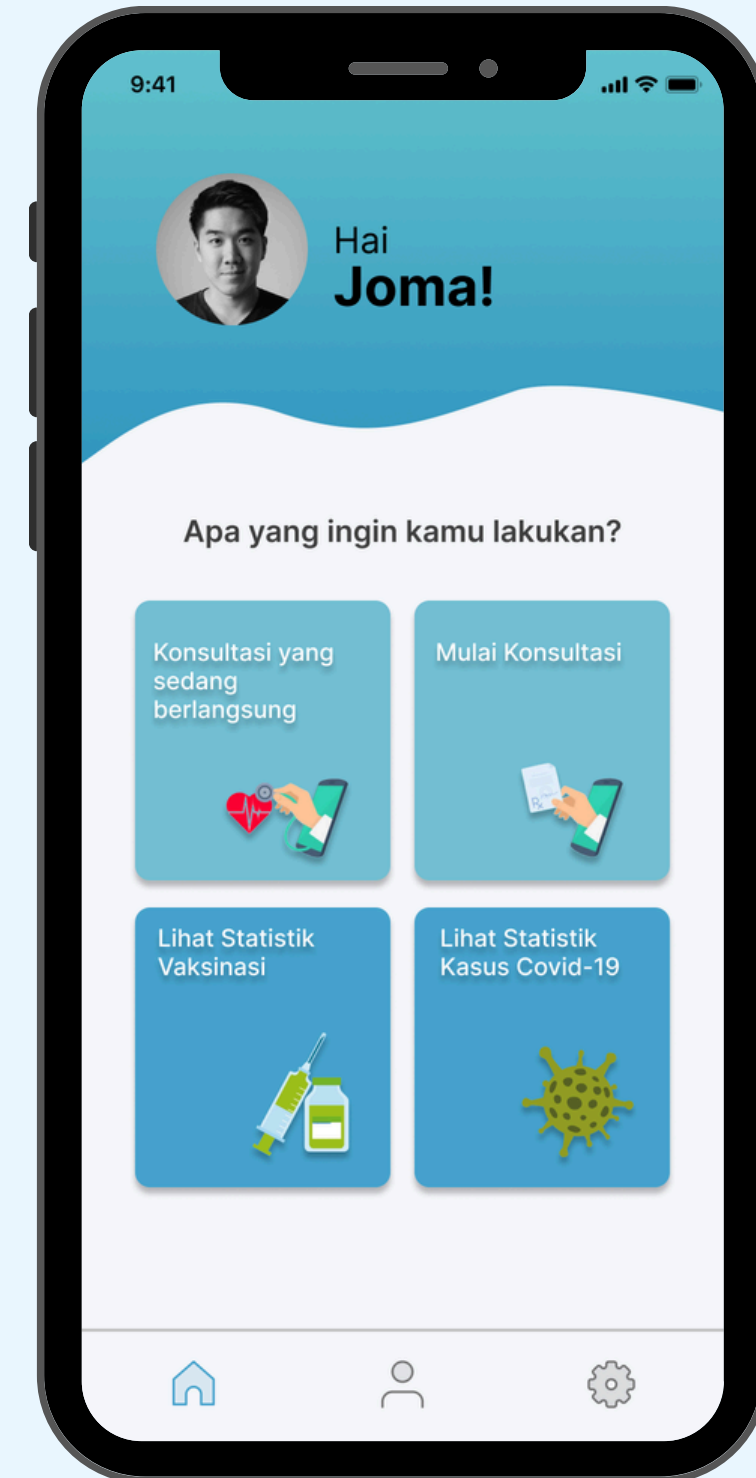 9:41
Hai
Joma!
Apa yang ingin kamu lakukan?
Konsultasi yang
sedang
berlangsung
Mulai Konsultasi
Lihat Statistik
Vaksinasi
Lihat Statistik
Kasus Covid-19